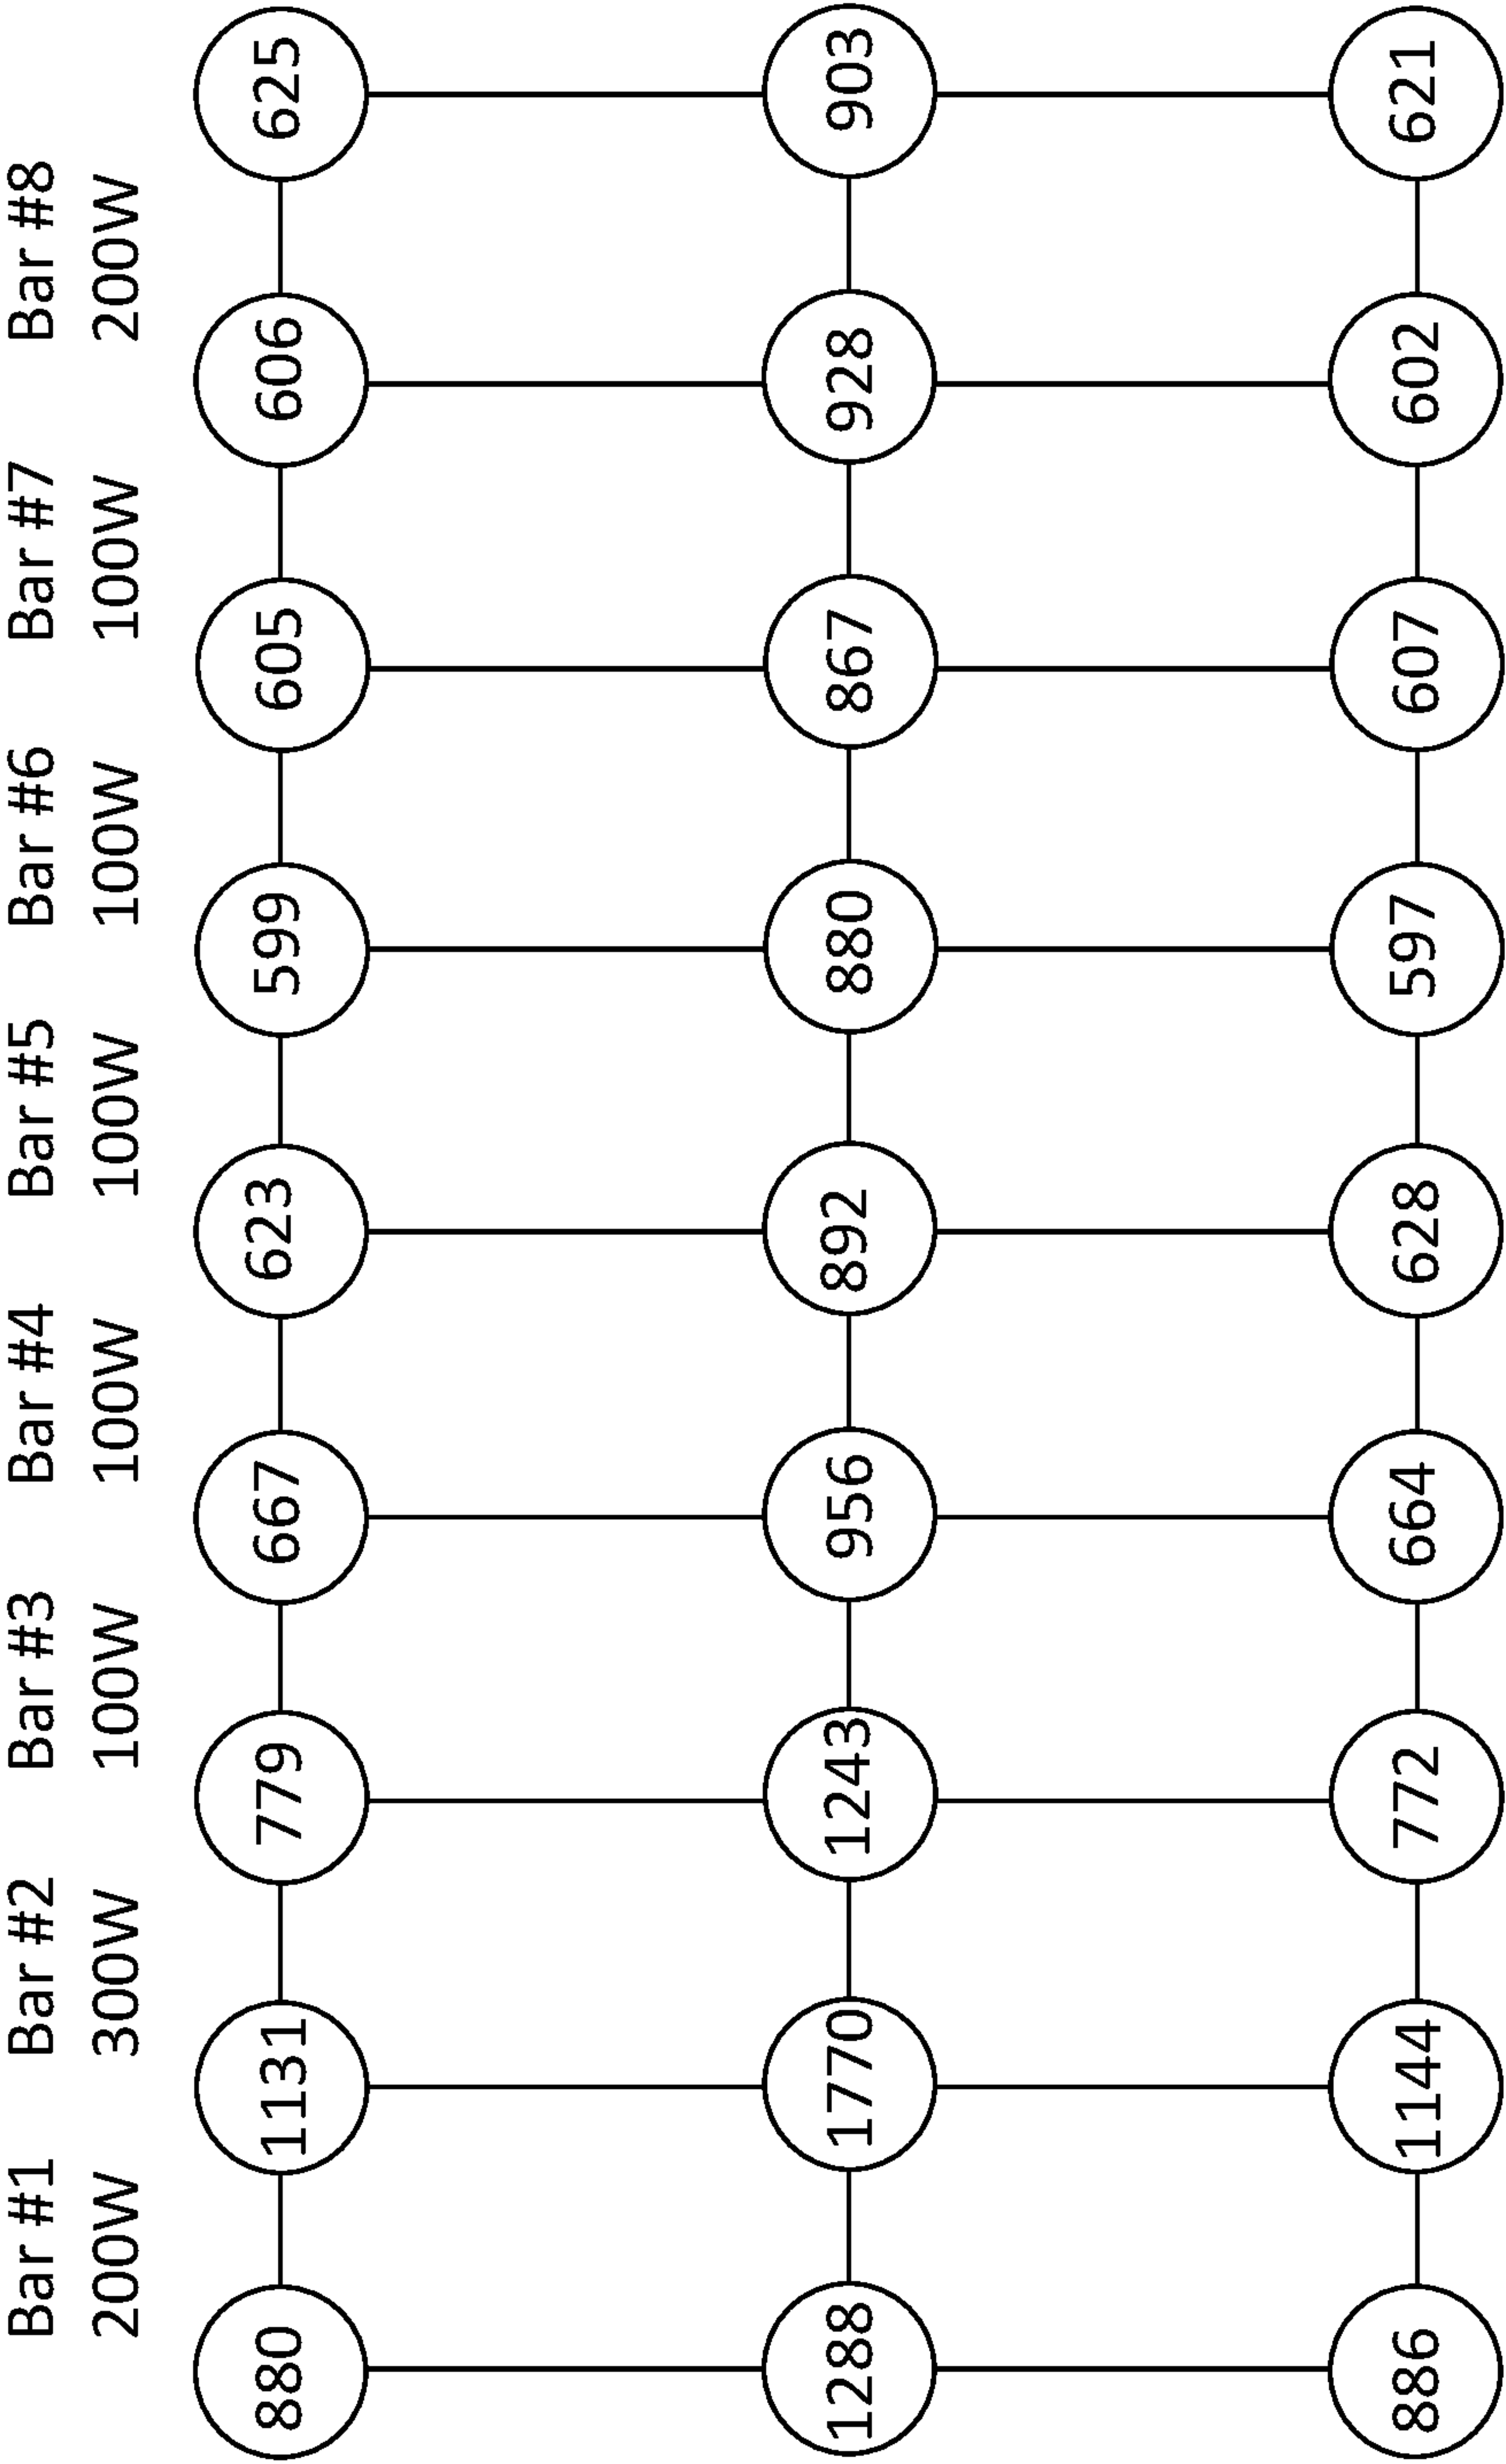 Bar #1 Bar #2 Bar #3 Bar #4 Bar #5 Bar #6 Bar #7 Bar #8
200W 300W 100W 100W 100W 100W 100W 200W
880 1131 779 667 623 599 605 606 625
1288 1770 1243 956 892 880 867 928 903
886 1144 772 664 628 597 607 602 621